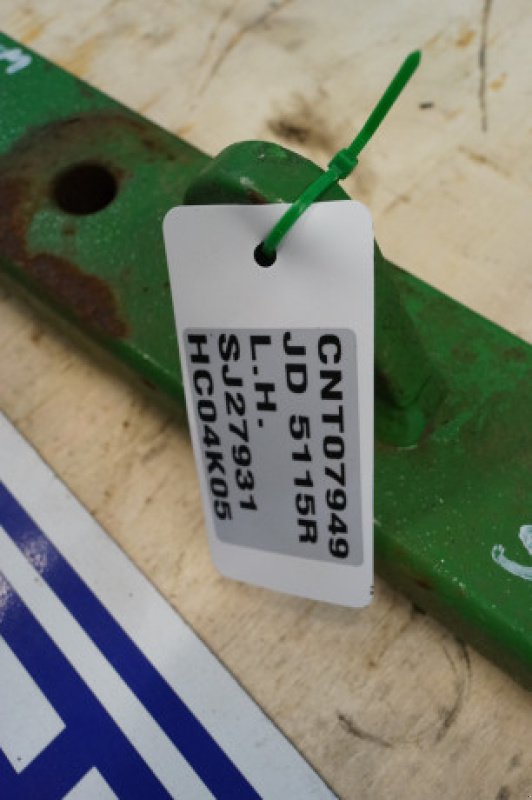 CNT07949
JD 5115R
L.H.
SJ27931
HC04K05